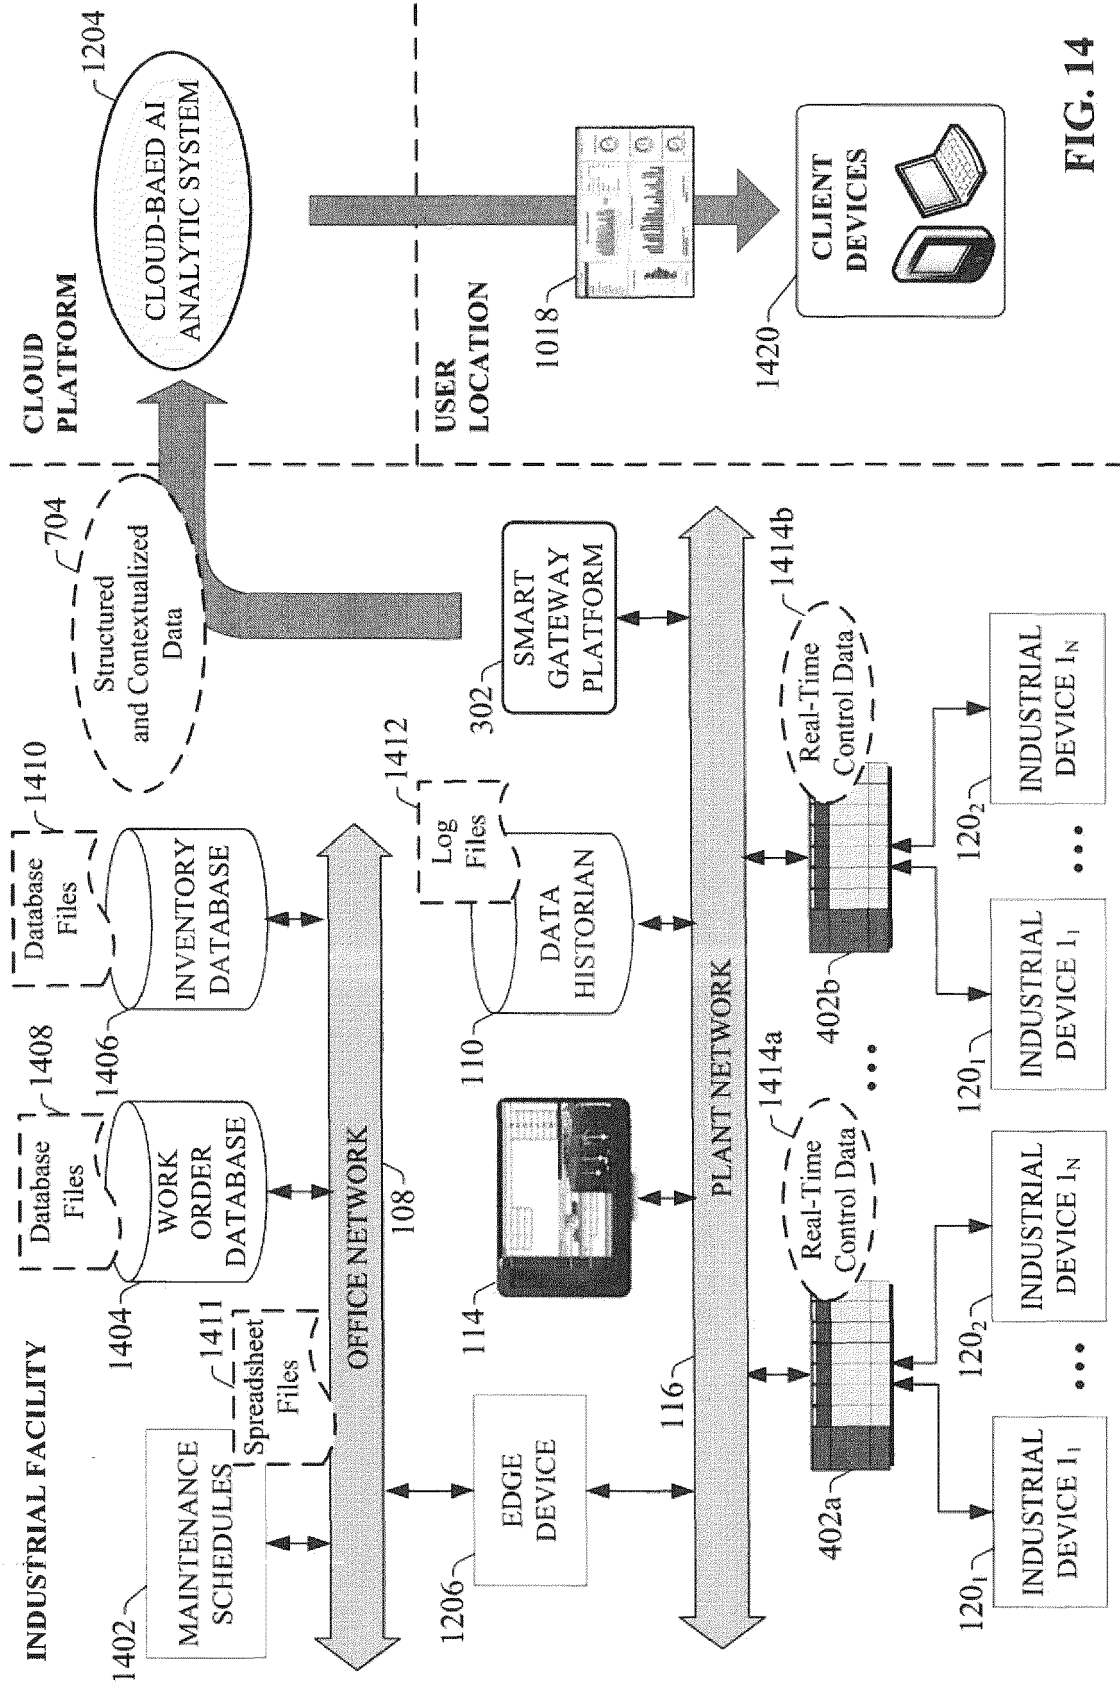 INDUSTRIAL FACILITY
CLOUD
PLATFORM
1402
MAINTENANCE
SCHEDULES
1411
Spreadsheet
Files
1404
WORK
ORDER
DATABASE
Database
Files
1408
1406
INVENTORY
DATABASE
Database
Files
1410
704
Structured
and Contextualized
Data
CLOUD-BAED AI
ANALYTIC SYSTEM
1204
OFFICE NETWORK
108
1206
EDGE
DEVICE
114
110
DATA
HISTORIAN
Log
Files
1412
302
SMART
GATEWAY
PLATFORM
USER
LOCATION
1018
1420
CLIENT
DEVICES
116
PLANT NETWORK
402a
Real-Time
Control Data
1414a
402b
Real-Time
Control Data
1414b
120₁
INDUSTRIAL
DEVICE 1₁
120₂
INDUSTRIAL
DEVICE 1N
120₁
INDUSTRIAL
DEVICE 1₁
120₂
INDUSTRIAL
DEVICE 1N
FIG. 14